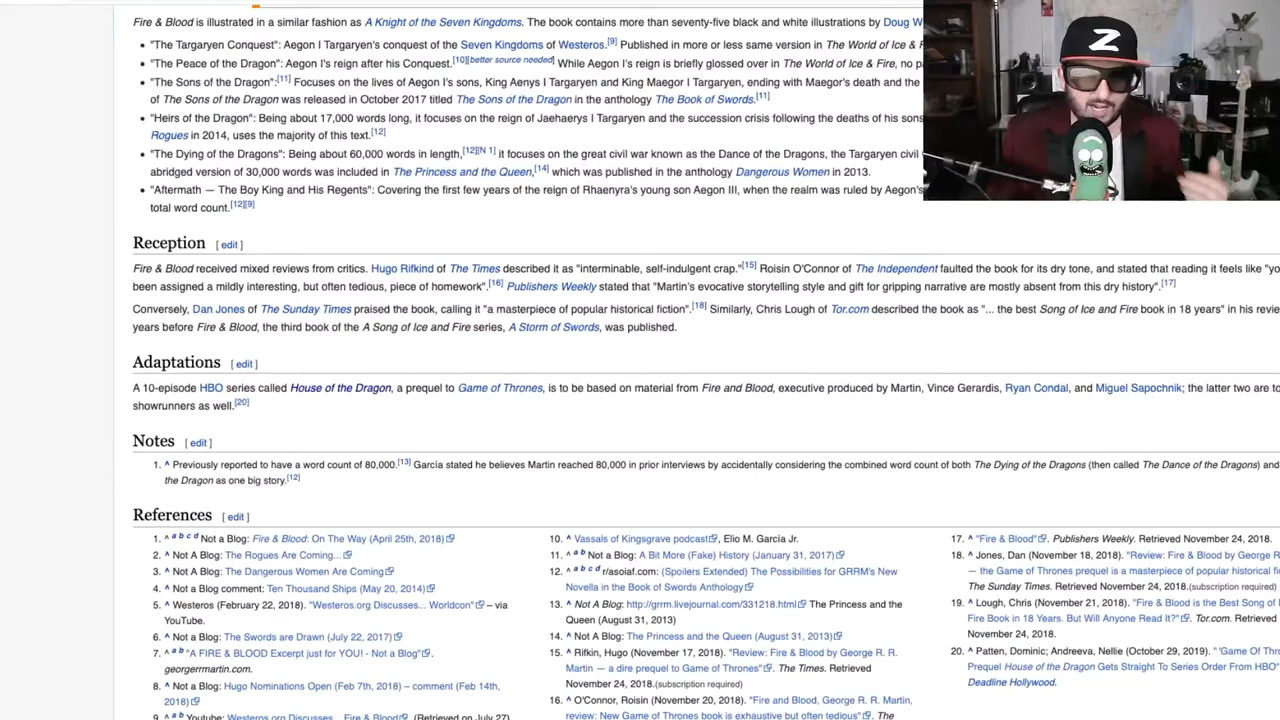 Fire & Blood is illustrated in a similar fashion as A Knight of the Seven Kingdoms. The book contains more than seventy-five black and white illustrations by Doug W
• "The Targaryen Conquest": Aegon I Targaryen's conquest of the Seven Kingdoms of Westeros.[9] Published in more or less same version in The World of Ice & F
• "The Peace of the Dragon": Aegon I's reign after his Conquest.[10][better source needed] While Aegon I's reign is briefly glossed over in The World of Ice & Fire, no pa
• "The Sons of the Dragon":[11] Focuses on the lives of Aegon I's sons, King Aenys I Targaryen and King Maegor I Targaryen, ending with Maegor's death and the
of The Sons of the Dragon was released in October 2017 titled The Sons of the Dragon in the anthology The Book of Swords.[11]
• "Heirs of the Dragon": Being about 17,000 words long, it focuses on the reign of Jaehaerys I Targaryen and the succession crisis following the deaths of his sons
Rogues in 2014, uses the majority of this text.[12]
• "The Dying of the Dragons": Being about 60,000 words in length,[12][N 1] it focuses on the great civil war known as the Dance of the Dragons, the Targaryen civil
abridged version of 30,000 words was included in The Princess and the Queen,[14] which was published in the anthology Dangerous Women in 2013.
• "Aftermath — The Boy King and His Regents": Covering the first few years of the reign of Rhaenyra's young son Aegon III, when the realm was ruled by Aegon's
total word count.[12][9]
Z
Reception [ edit ]
Fire & Blood received mixed reviews from critics. Hugo Rifkind of The Times described it as "interminable, self-indulgent crap."[15] Roisin O'Connor of The Independent faulted the book for its dry tone, and stated that reading it feels like "yo
been assigned a mildly interesting, but often tedious, piece of homework".[16] Publishers Weekly stated that "Martin's evocative storytelling style and gift for gripping narrative are mostly absent from this dry history".[17]
Conversely, Dan Jones of The Sunday Times praised the book, calling it "a masterpiece of popular historical fiction".[18] Similarly, Chris Lough of Tor.com described the book as "... the best Song of Ice and Fire book in 18 years" in his revie
years before Fire & Blood, the third book of the A Song of Ice and Fire series, A Storm of Swords, was published.
Adaptations [ edit ]
A 10-episode HBO series called House of the Dragon, a prequel to Game of Thrones, is to be based on material from Fire and Blood, executive produced by Martin, Vince Gerardis, Ryan Condal, and Miguel Sapochnik; the latter two are to
showrunners as well.[20]
Notes [ edit ]
1. ^ Previously reported to have a word count of 80,000.[13] García stated he believes Martin reached 80,000 in prior interviews by accidentally considering the combined word count of both The Dying of the Dragons (then called The Dance of the Dragons) and
the Dragon as one big story.[12]
References [ edit ]
1. ^ a b c d Not a Blog: Fire & Blood: On The Way (April 25th, 2018)
2. ^ Not A Blog: The Rogues Are Coming...
3. ^ Not A Blog: The Dangerous Women Are Coming
4. ^ Not a Blog comment: Ten Thousand Ships (May 20, 2014)
5. ^ Westeros (February 22, 2018). "Westeros.org Discusses... Worldcon" – via
YouTube.
6. ^ Not a Blog: The Swords are Drawn (July 22, 2017)
7. ^ a b "A FIRE & BLOOD Excerpt just for YOU! - Not a Blog".
georgerrmartin.com.
8. ^ Not a Blog: Hugo Nominations Open (Feb 7th, 2018) – comment (Feb 14th,
2018)
9. ^ a b Youtube: Westeros.org Discusses... Fire & Blood (Retrieved on July 27)
10. ^ Vassals of Kingsgrave podcast, Elio M. García Jr.
11. ^ a b Not a Blog: A Bit More (Fake) History (January 31, 2017)
12. ^ a b c d r/asoiaf.com: (Spoilers Extended) The Possibilities for GRRM's New
Novella in the Book of Swords Anthology
13. ^ Not A Blog: http://grrm.livejournal.com/331218.html The Princess and the
Queen (August 31, 2013)
14. ^ Not A Blog: The Princess and the Queen (August 31, 2013)
15. ^ Rifkin, Hugo (November 17, 2018). "Review: Fire & Blood by George R. R.
Martin — a dire prequel to Game of Thrones". The Times. Retrieved
November 24, 2018.(subscription required)
16. ^ O'Connor, Roisin (November 20, 2018). "Fire and Blood, George R. R. Martin,
review: New Game of Thrones book is exhaustive but often tedious". The
17. ^ "Fire & Blood". Publishers Weekly. Retrieved November 24, 2018.
18. ^ Jones, Dan (November 18, 2018). "Review: Fire & Blood by George R
— the Game of Thrones prequel is a masterpiece of popular historical fi
The Sunday Times. Retrieved November 24, 2018.(subscription required)
19. ^ Lough, Chris (November 21, 2018). "Fire & Blood is the Best Song of
Fire Book in 18 Years. But Will Anyone Read It?". Tor.com. Retrieved
November 24, 2018.
20. ^ Patten, Dominic; Andreeva, Nellie (October 29, 2019). "'Game Of Thr
Prequel House of the Dragon Gets Straight To Series Order From HBO"
Deadline Hollywood.